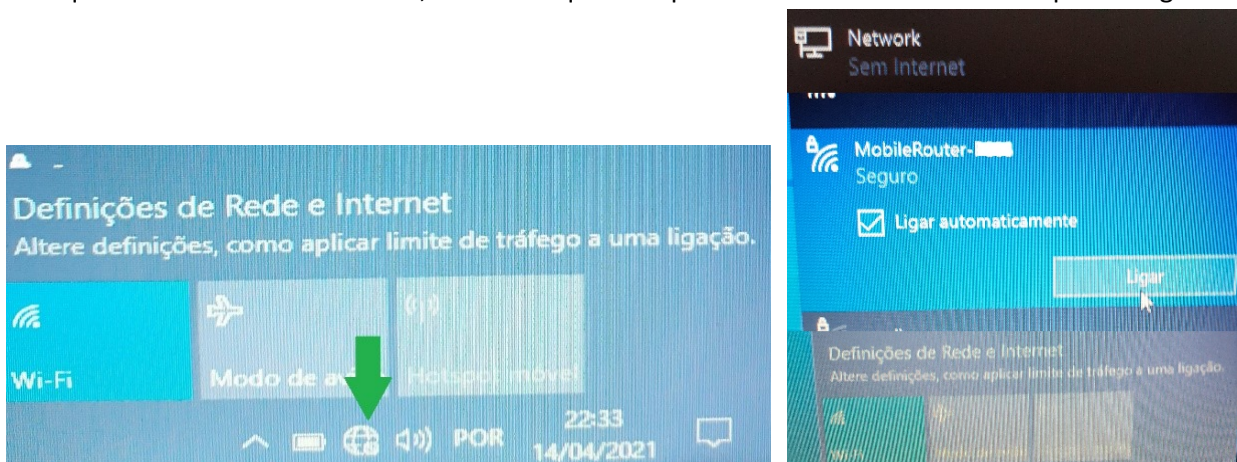 Definições de Rede e Internet
Altere definições, como aplicar limite de tráfego a uma ligação.
Wi-Fi
Modo de
Hotspot móvel
POR
22:33
14/04/2021
Network
Sem Internet
MobileRouter-
Seguro
Ligar automaticamente
Ligar
Definições de Rede e Internet
Altere definições, como aplicar limite de tráfego a uma ligação.
Wi-Fi